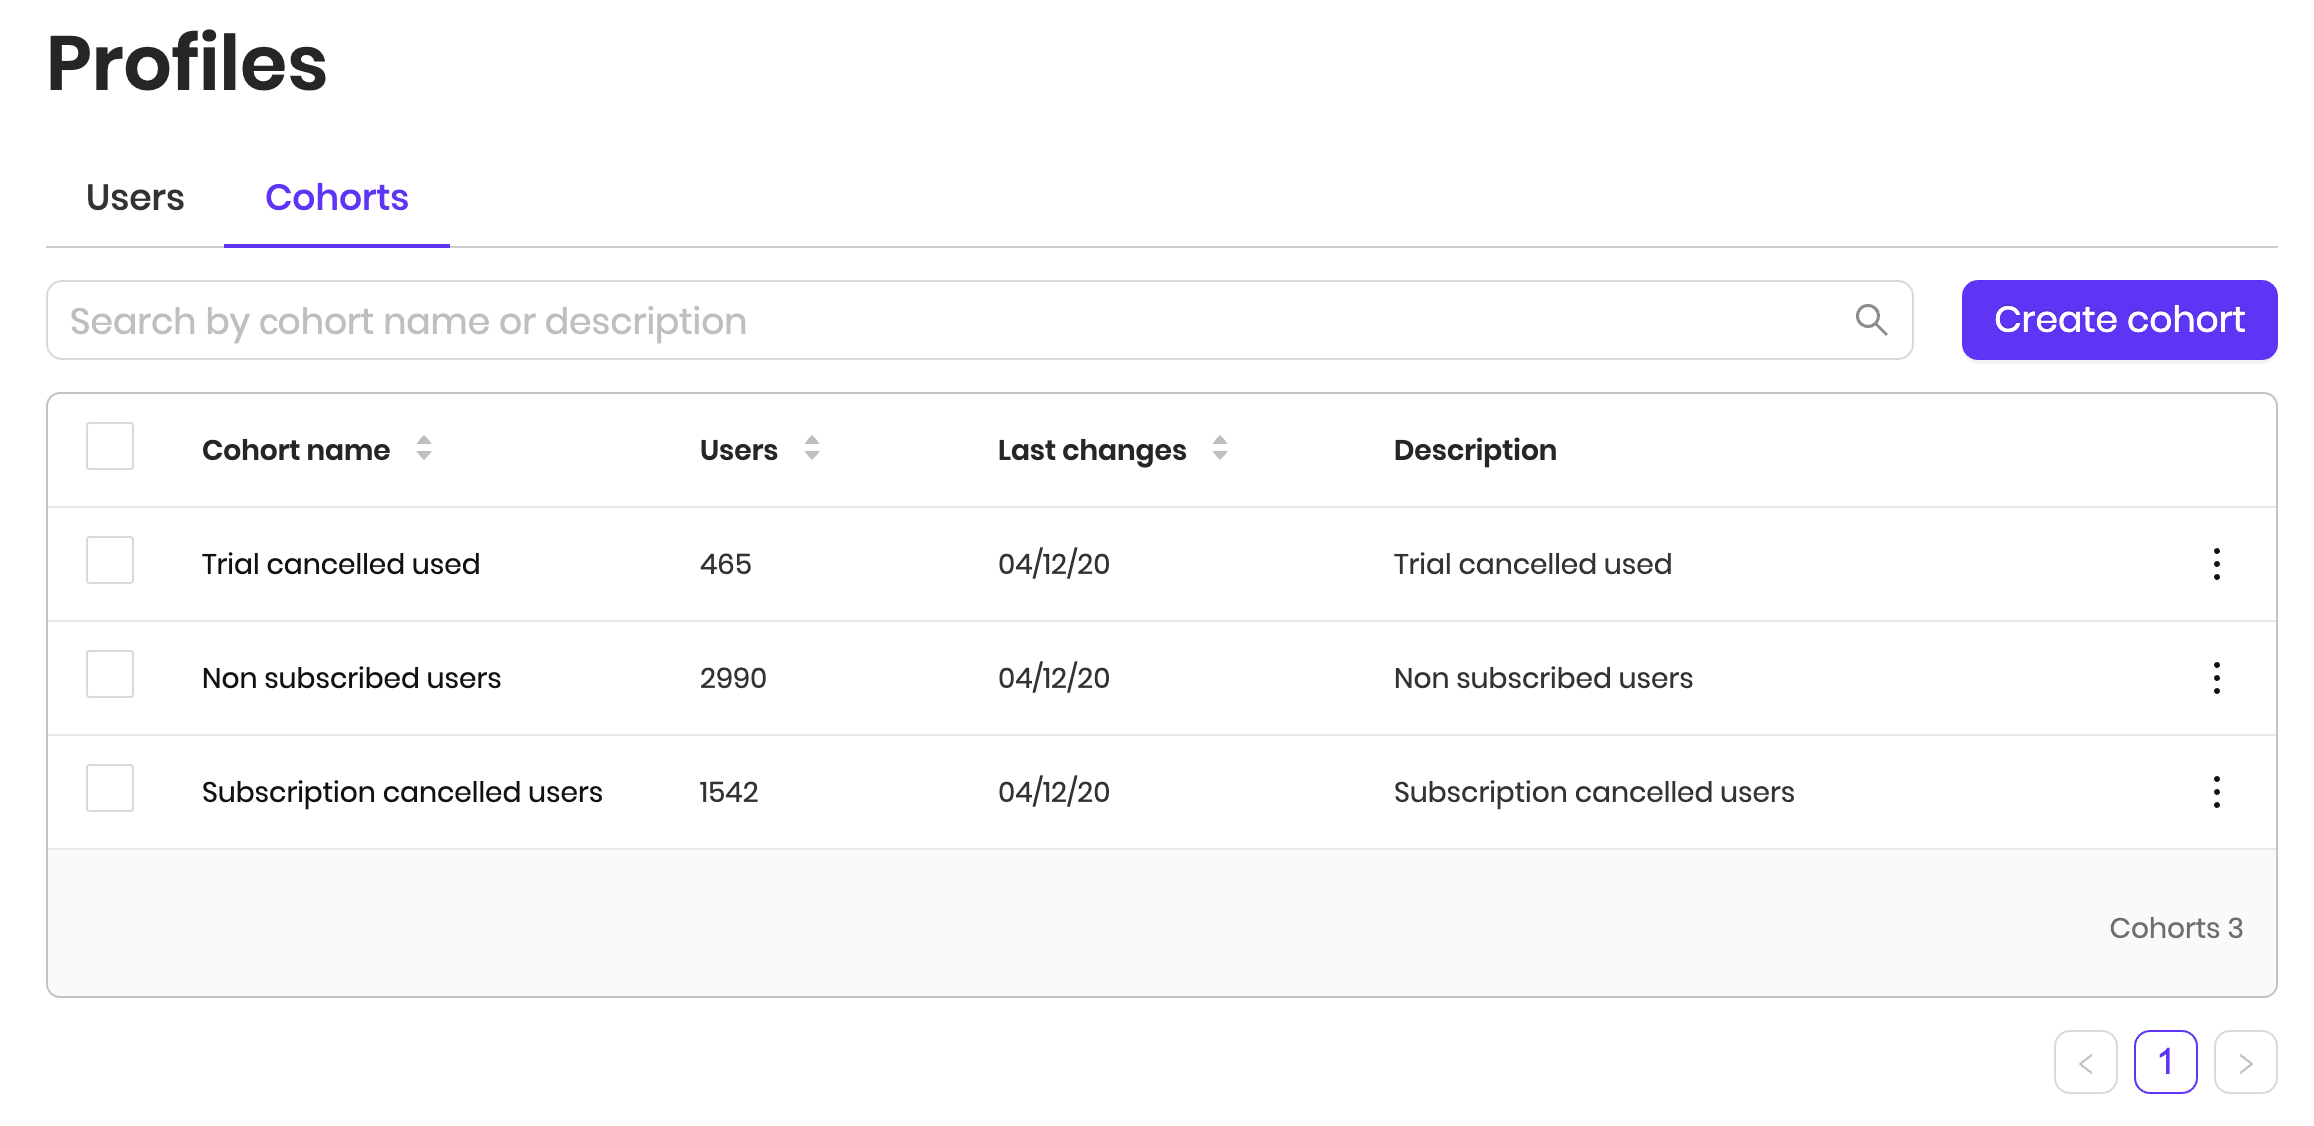 Profiles
Users Cohorts
Search by cohort name or description Create cohort
Cohort name Users Last changes Description
Trial cancelled used 465 04/12/20 Trial cancelled used
Non subscribed users 2990 04/12/20 Non subscribed users
Subscription cancelled users 1542 04/12/20 Subscription cancelled users
Cohorts 3
< 1 >